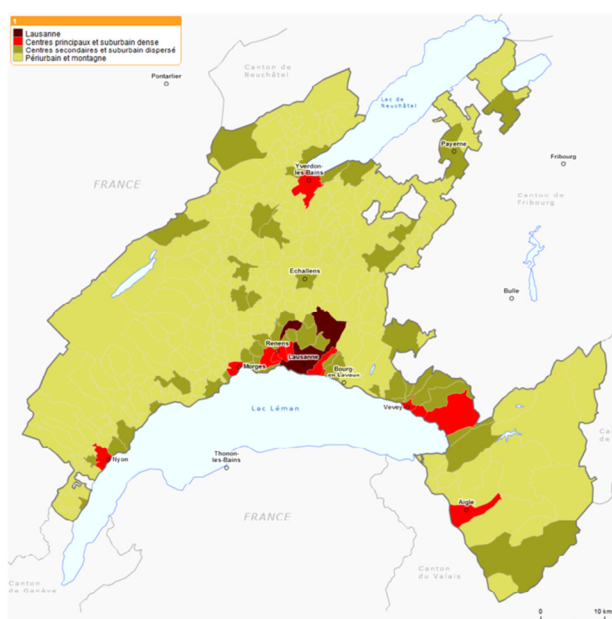 1
Lausanne
Centres principaux et suburbain dense
Centres secondaires et suburbain dispersé
Périurbain et montagne
Pontarlier
Canton de
Neuchâtel
Lac de
Neuchâtel
Payerne
Fribourg
Yverdon-
les-Bains
FRANCE
Canton de
Fribourg
Echallens
Bulle
Renens
Lausanne
Morges
Bourg-
en-Lavaux
Vevey
Lac Léman
Ca
de
Nyon
Thonon-
les-Bains
Aigle
FRANCE
Canton
du Valais
Canton
de Genève
0
10 km